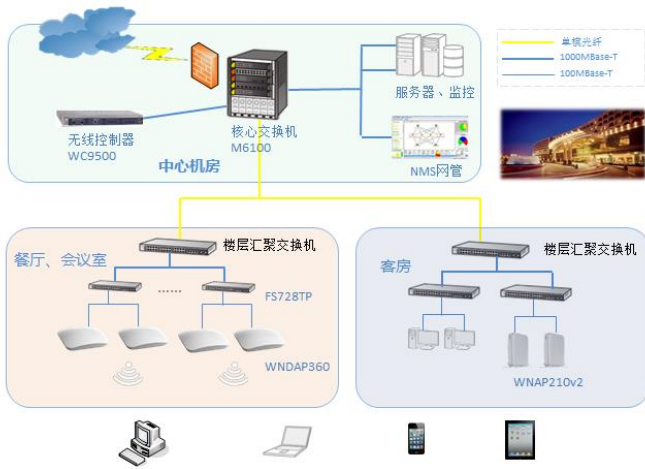 单模光纤
1000MBase-T
100MBase-T
服务器、监控
无线控制器
WC9500
核心交换机
M6100
中心机房
NMS网管
楼层汇聚交换机
餐厅、会议室
......
FS728TP
WNDAP360
楼层汇聚交换机
客房
WNAP210v2